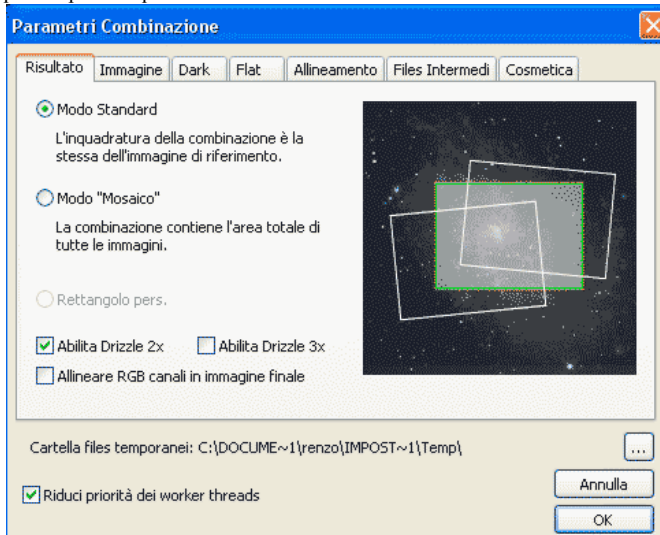 Parametri Combinazione
Risultato Immagine Dark Flat Allineamento Files Intermedi Cosmetica
Modo Standard
L'inquadratura della combinazione è la
stessa dell'immagine di riferimento.
Modo "Mosaico"
La combinazione contiene l'area totale di
tutte le immagini.
Rettangolo pers.
Abilita Drizzle 2x Abilita Drizzle 3x
Allineare RGB canali in immagine finale
Cartella files temporanei: C:\DOCUME~1\renzo\IMPOST~1\Temp\
...
Riduci priorità dei worker threads
Annulla
OK